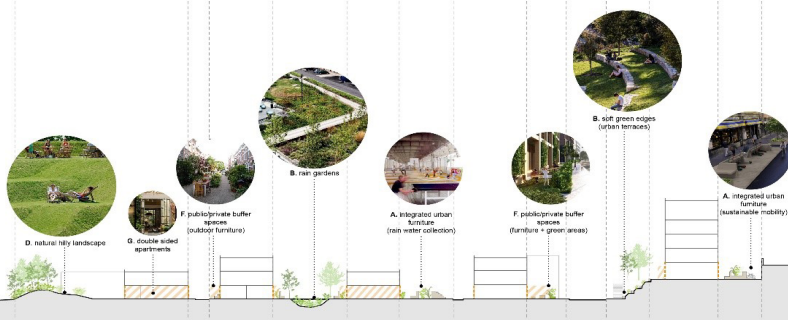 D. natural hilly landscape
G. double sided
apartments
F. public/private buffer
spaces
(outdoor furniture)
B. rain gardens
A. integrated urban
furniture
(rain water collection)
F. public/private buffer
spaces
(furniture + green areas)
B. soft green edges
(urban terraces)
A. integrated urban
furniture
(sustainable mobility)